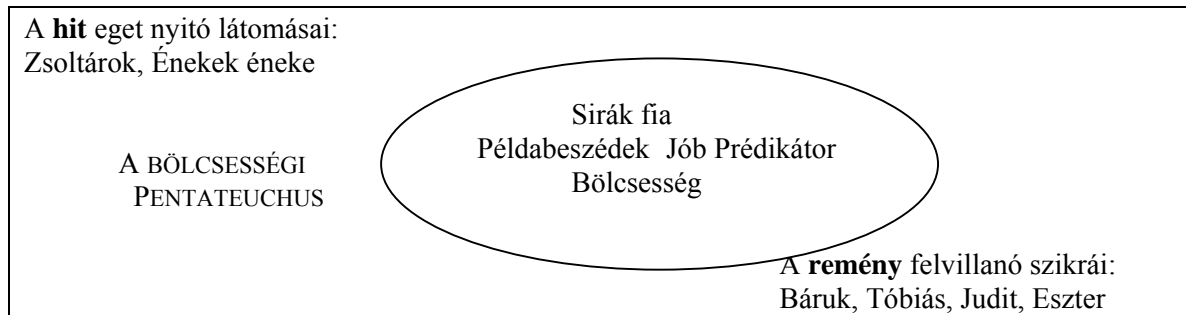 A hit eget nyitó látomásai:
Zsoltárok, Énekek éneke
Sirák fia
Példabeszédek Jób Prédikátor
Bölcsesség
A BÖLCSESSÉGI
PENTATEUCHUS
A remény felvillanó szikrái:
Báruk, Tóbiás, Judit, Eszter